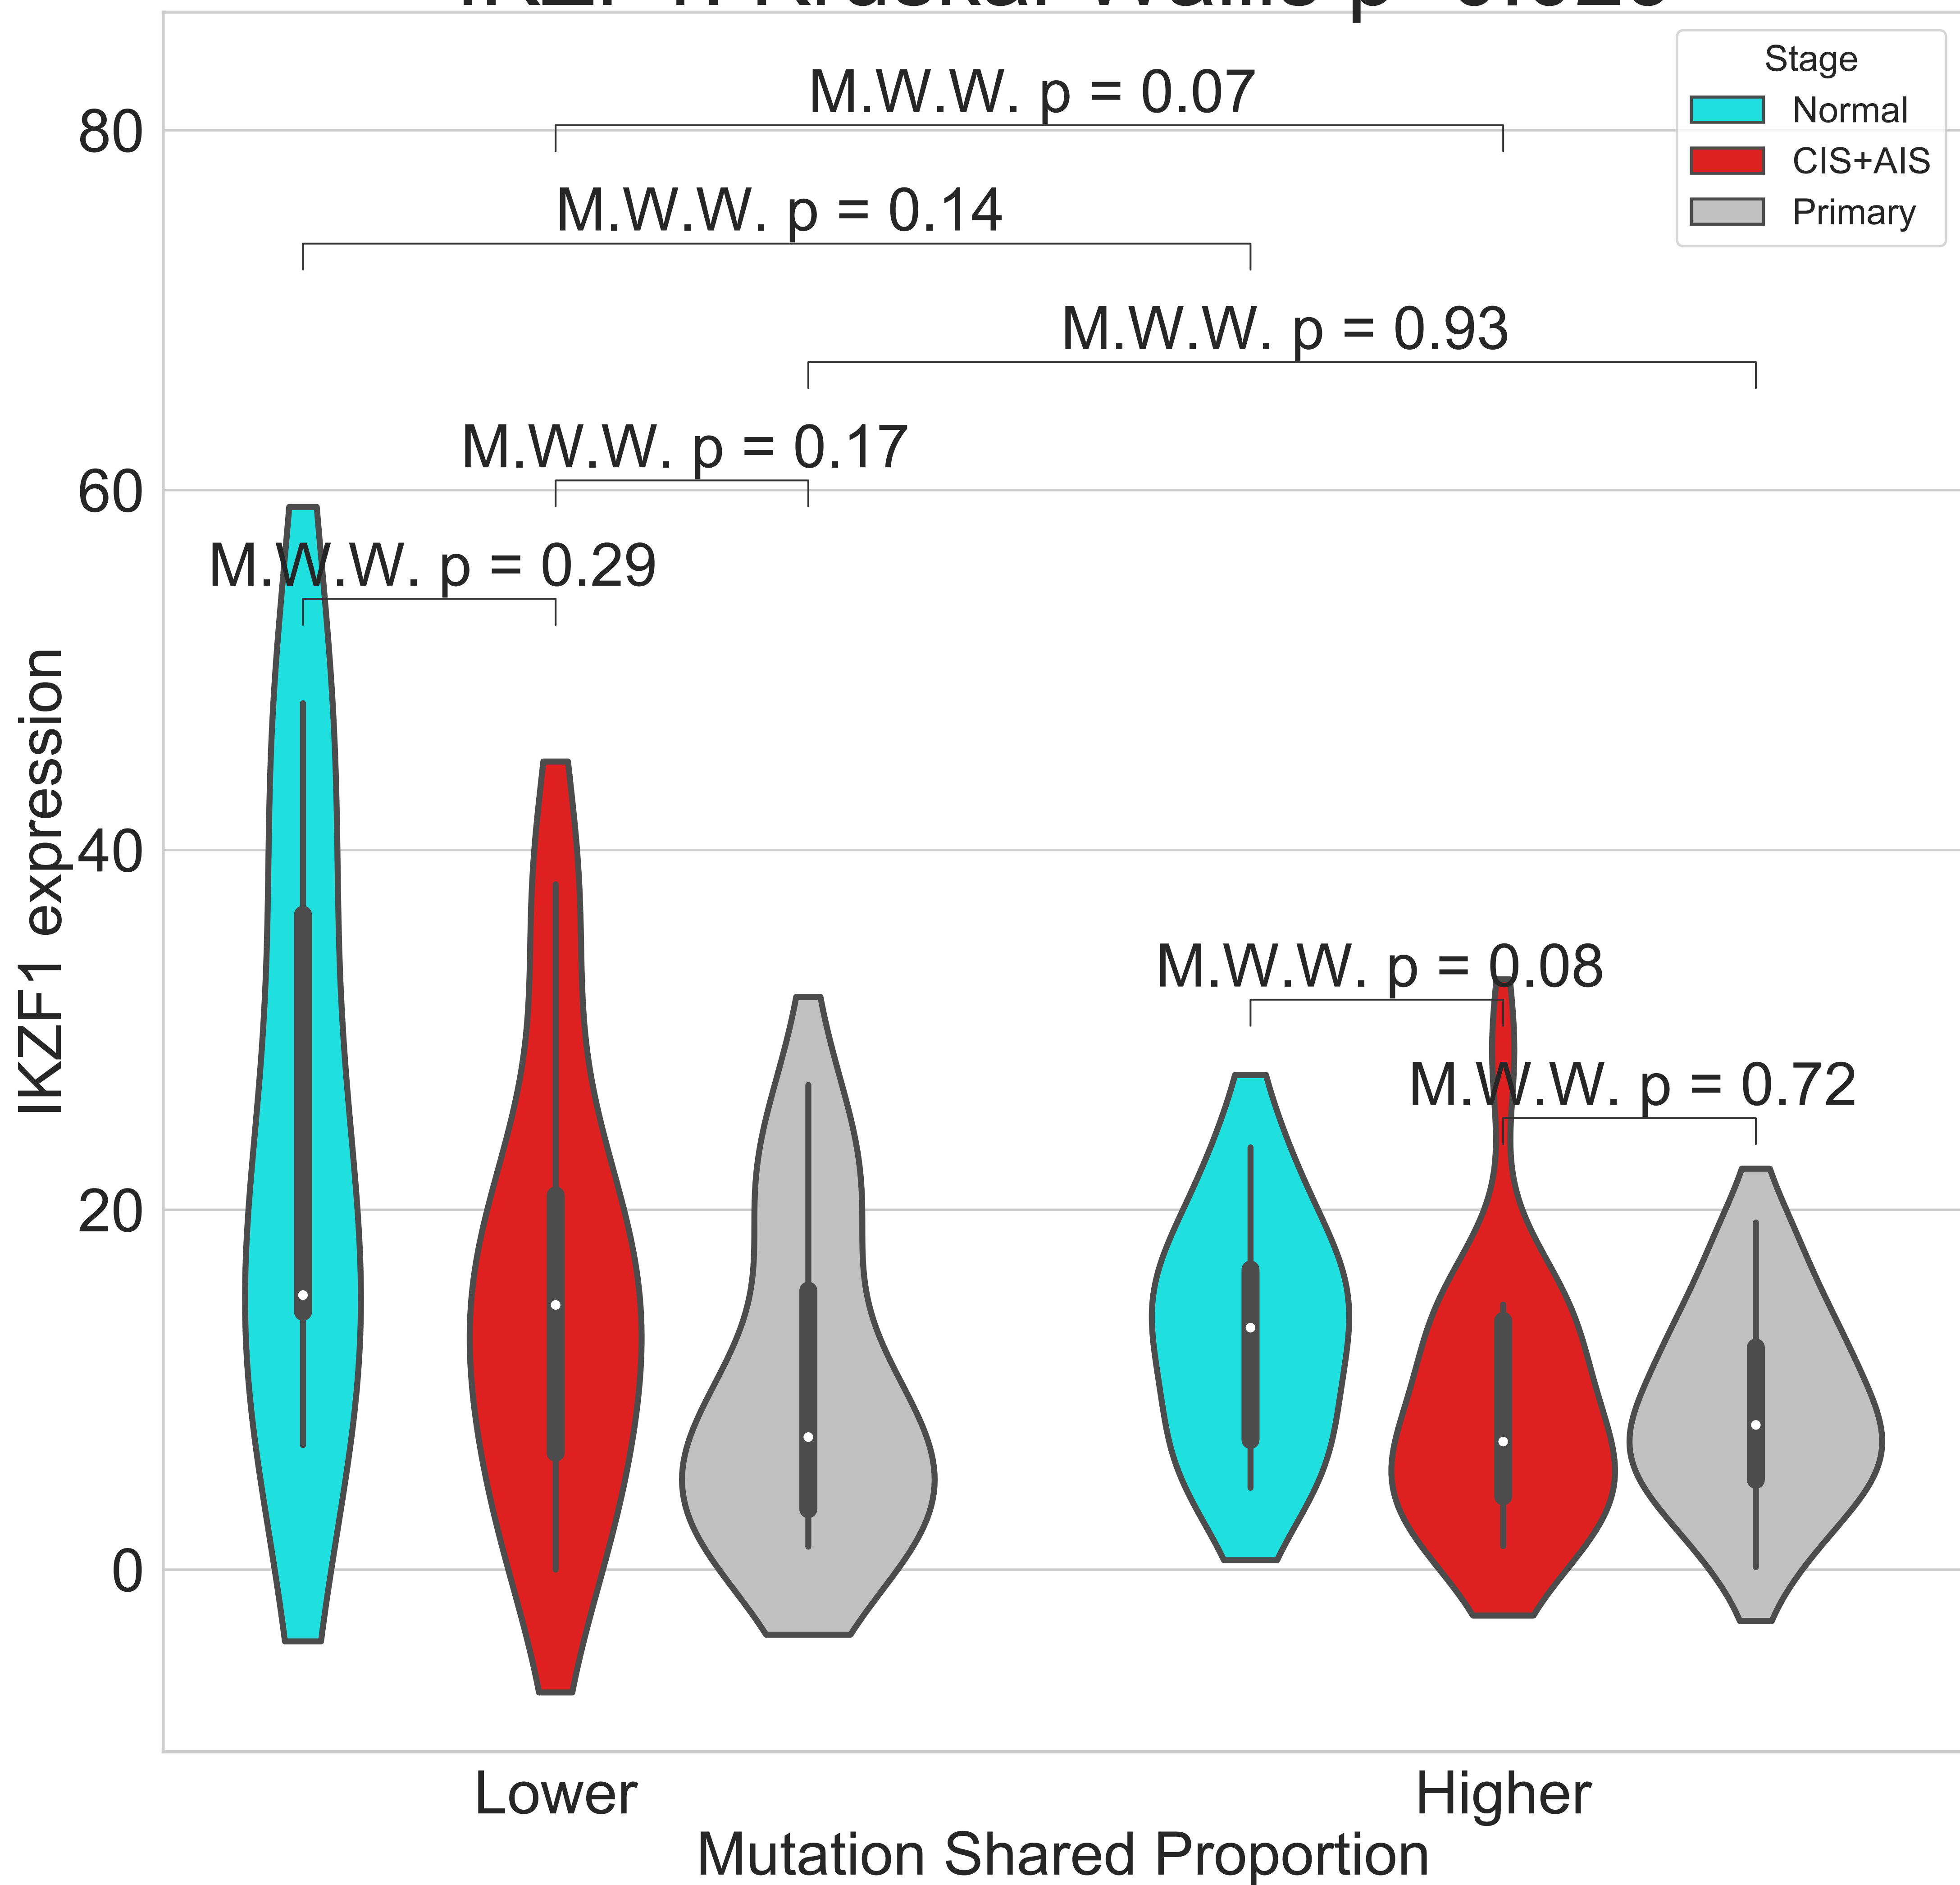 Stage
Normal
CIS+AIS
Primary
M.W.W. p = 0.07
M.W.W. p = 0.14
M.W.W. p = 0.93
M.W.W. p = 0.17
M.W.W. p = 0.29
M.W.W. p = 0.08
M.W.W. p = 0.72
80
60
40
20
0
IKZF1 expression
Lower
Higher
Mutation Shared Proportion